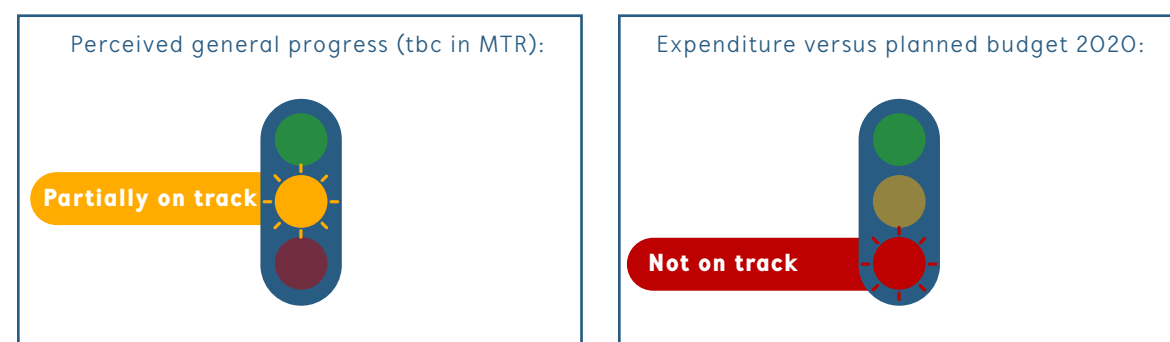 Perceived general progress (tbc in MTR):
Partially on track
Expenditure versus planned budget 2020:
Not on track